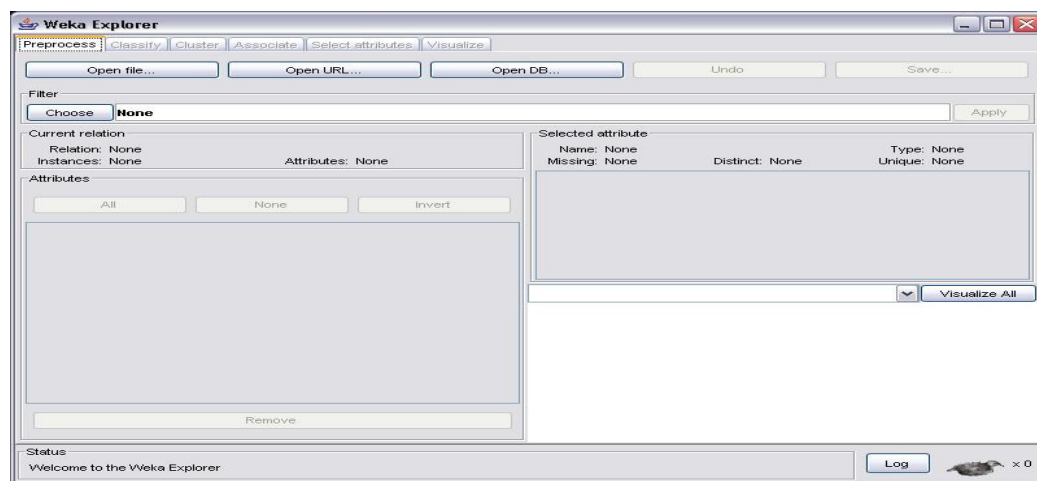 Weka Explorer
Preprocess Classify Cluster Associate Select attributes Visualize
Open file... Open URL... Open DB... Undo Save...
Filter
Choose None Apply
Current relation
Relation: None
Instances: None Attributes: None
Attributes
All None Invert
Remove
Selected attribute
Name: None Type: None
Missing: None Distinct: None Unique: None
Visualize All
Status
Welcome to the Weka Explorer
Log x 0